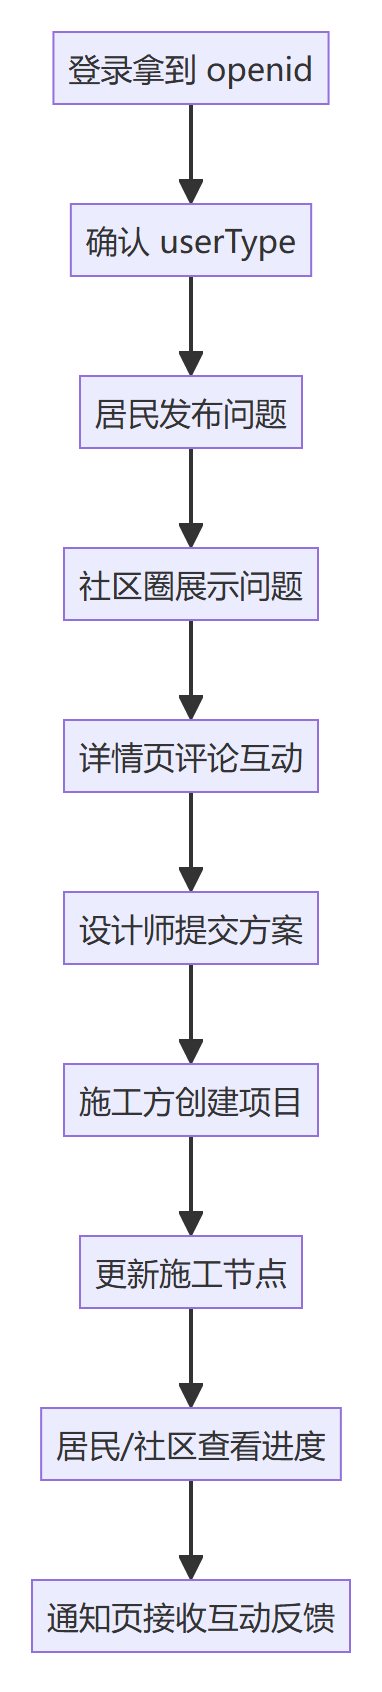 登录拿到 openid
确认 userType
居民发布问题
社区圈展示问题
详情页评论互动
设计师提交方案
施工方创建项目
更新施工节点
居民/社区查看进度
通知页接收互动反馈